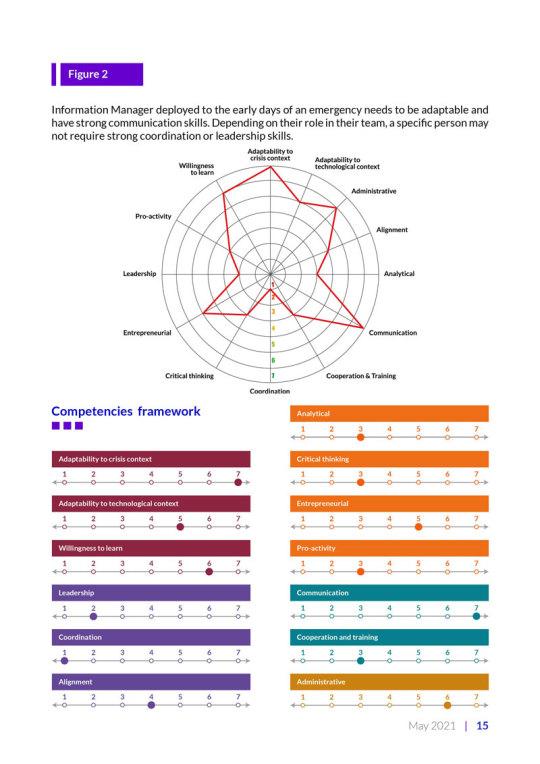 Figure 2
Information Manager deployed to the early days of an emergency needs to be adaptable and
have strong communication skills. Depending on their role in their team, a specific person may
not require strong coordination or leadership skills.
Adaptability to
crisis context
Adaptability to
technological context
Willingness
to learn
Administrative
Pro-activity
Alignment
Leadership
Analytical
1
2
3
4
5
6
7
Entrepreneurial
Communication
Critical thinking
Cooperation & Training
Coordination
Competencies framework
Adaptability to crisis context
1 2 3 4 5 6 7
Adaptability to technological context
1 2 3 4 5 6 7
Willingness to learn
1 2 3 4 5 6 7
Leadership
1 2 3 4 5 6 7
Coordination
1 2 3 4 5 6 7
Alignment
1 2 3 4 5 6 7
Analytical
1 2 3 4 5 6 7
Critical thinking
1 2 3 4 5 6 7
Entrepreneurial
1 2 3 4 5 6 7
Pro-activity
1 2 3 4 5 6 7
Communication
1 2 3 4 5 6 7
Cooperation and training
1 2 3 4 5 6 7
Administrative
1 2 3 4 5 6 7
May 2021 | 15